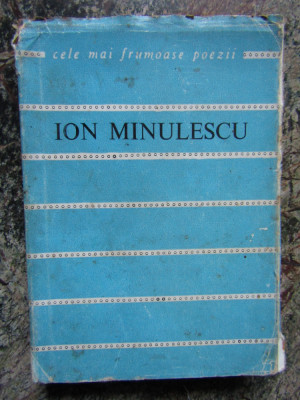 cele mai frumoase poezii
ION MINULESCU